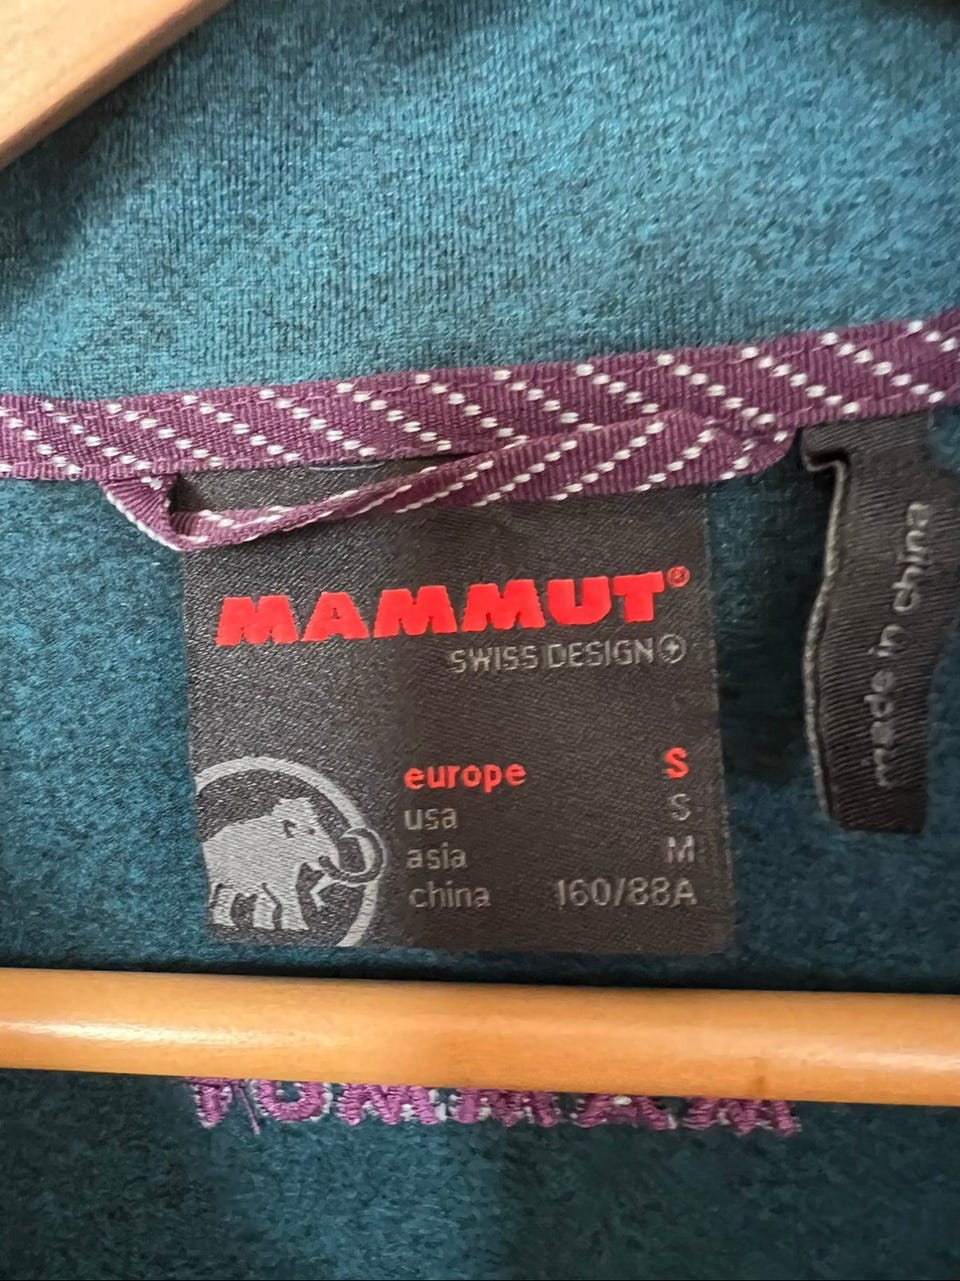 MAMMUT®
SWISS DESIGN
europe S
usa S
asia M
china 160/88A
made in china